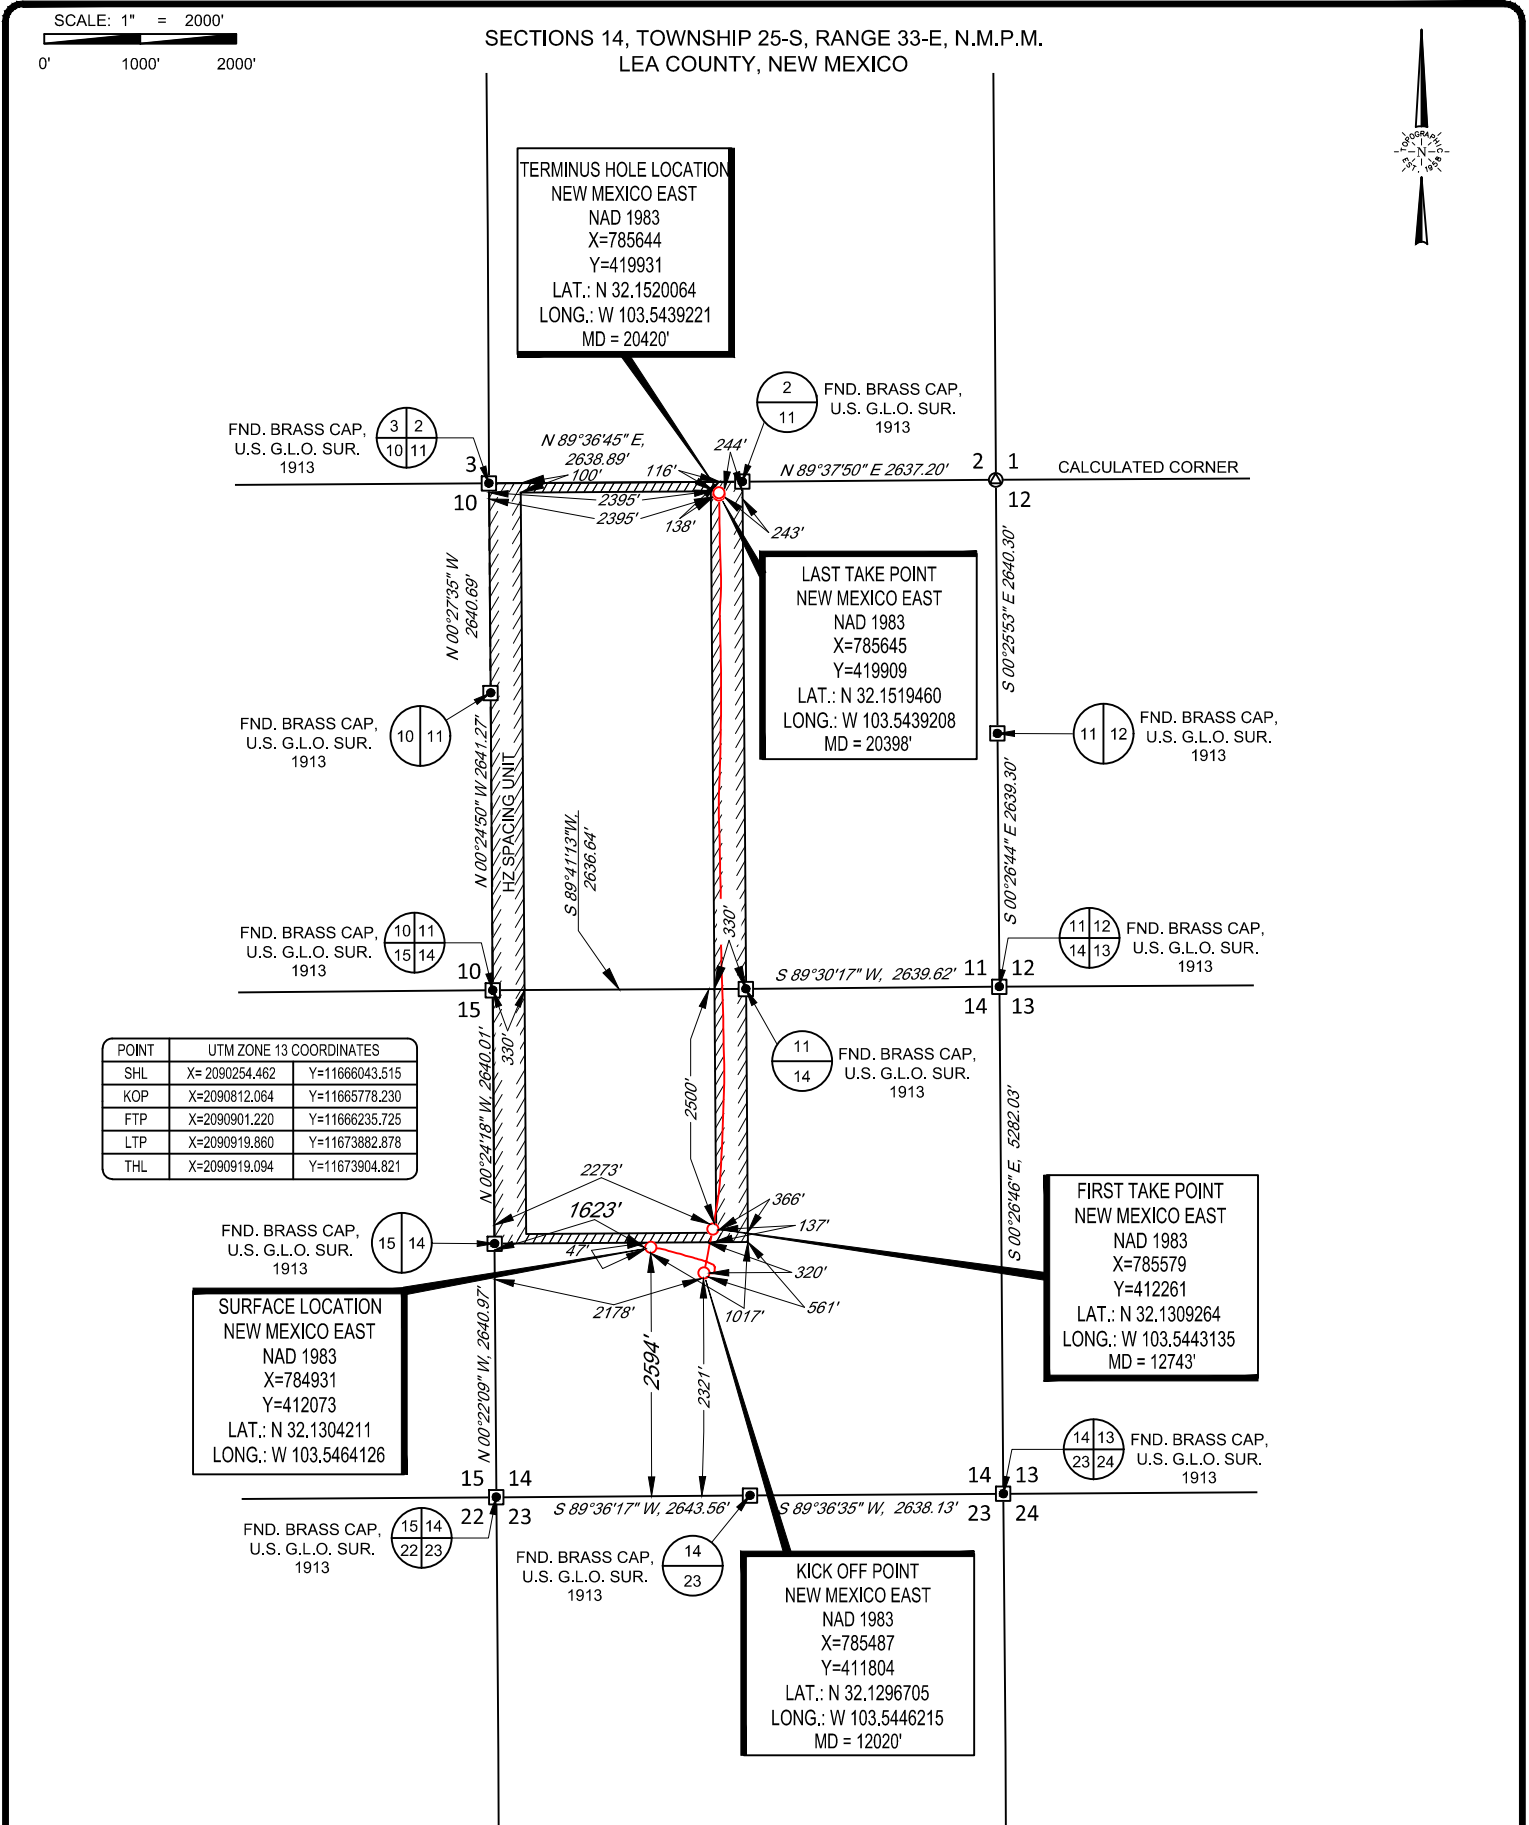 SCALE: 1" = 2000'
0' 1000' 2000'
SECTIONS 14, TOWNSHIP 25-S, RANGE 33-E, N.M.P.M.
LEA COUNTY, NEW MEXICO
TOPOGRAPHIC
N
EST. 1958
TERMINUS HOLE LOCATION
NEW MEXICO EAST
NAD 1983
X=785644
Y=419931
LAT.: N 32.1520064
LONG.: W 103.5439221
MD = 20420'
FND. BRASS CAP,
U.S. G.L.O. SUR.
1913
3 2
10 11
3
10
N 89°36'45" E,
2638.89'
100'
116'
244'
2395'
2395'
138'
243'
2
11
FND. BRASS CAP,
U.S. G.L.O. SUR.
1913
N 89°37'50" E 2637.20'
2 1
12
CALCULATED CORNER
N 00°27'35" W
2640.69'
S 00°25'53" E 2640.30'
LAST TAKE POINT
NEW MEXICO EAST
NAD 1983
X=785645
Y=419909
LAT.: N 32.1519460
LONG.: W 103.5439208
MD = 20398'
FND. BRASS CAP,
U.S. G.L.O. SUR.
1913
10 11
11 12
FND. BRASS CAP,
U.S. G.L.O. SUR.
1913
N 00°24'50" W 2641.27'
HZ SPACING UNIT
S 89°41'13"W,
2636.64'
S 00°26'44" E 2639.30'
330'
FND. BRASS CAP,
U.S. G.L.O. SUR.
1913
10 11
15 14
10
15
S 89°30'17" W, 2639.62'
11 12
14 13
11 12
14 13
FND. BRASS CAP,
U.S. G.L.O. SUR.
1913
330'
N 00°24'18" W, 2640.01'
2500'
11
14
FND. BRASS CAP,
U.S. G.L.O. SUR.
1913
S 00°26'46" E, 5282.03'
POINT UTM ZONE 13 COORDINATES
SHL X= 2090254.462 Y=11666043.515
KOP X=2090812.064 Y=11665778.230
FTP X=2090901.220 Y=11666235.725
LTP X=2090919.860 Y=11673882.878
THL X=2090919.094 Y=11673904.821
2273'
1623'
47'
366'
137'
320'
561'
1017'
2178'
2594'
2321'
FND. BRASS CAP,
U.S. G.L.O. SUR.
1913
15 14
FIRST TAKE POINT
NEW MEXICO EAST
NAD 1983
X=785579
Y=412261
LAT.: N 32.1309264
LONG.: W 103.5443135
MD = 12743'
SURFACE LOCATION
NEW MEXICO EAST
NAD 1983
X=784931
Y=412073
LAT.: N 32.1304211
LONG.: W 103.5464126
N 00°22'09" W, 2640.97'
15 14
22 23
S 89°36'17" W, 2643.56'
S 89°36'35" W, 2638.13'
14 13
23 24
14 13
23 24
FND. BRASS CAP,
U.S. G.L.O. SUR.
1913
FND. BRASS CAP,
U.S. G.L.O. SUR.
1913
15 14
22 23
FND. BRASS CAP,
U.S. G.L.O. SUR.
1913
14
23
KICK OFF POINT
NEW MEXICO EAST
NAD 1983
X=785487
Y=411804
LAT.: N 32.1296705
LONG.: W 103.5446215
MD = 12020'